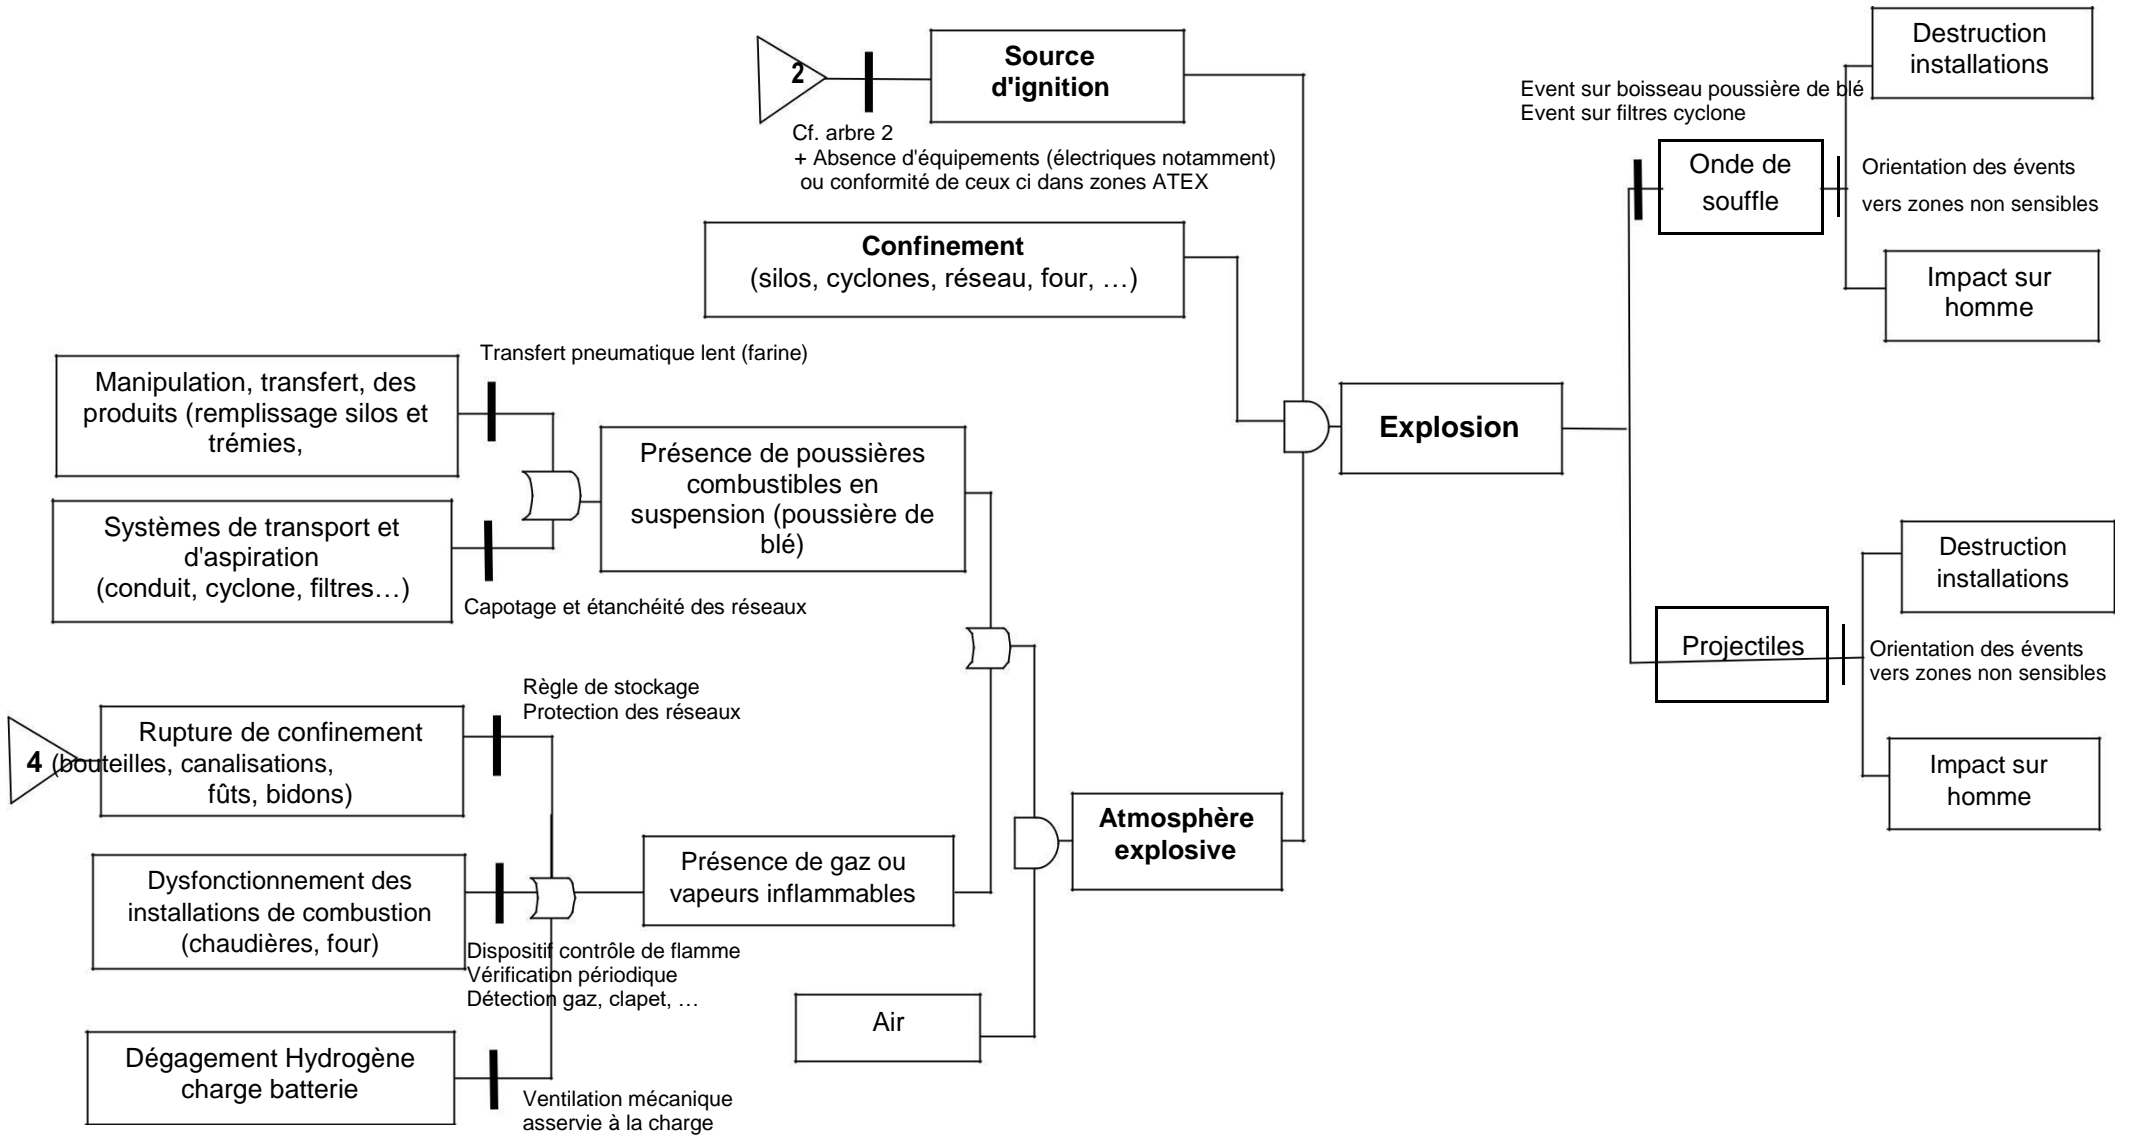 2
Source
d'ignition
Cf. arbre 2
+ Absence d'équipements (électriques notamment)
ou conformité de ceux ci dans zones ATEX
Confinement
(silos, cyclones, réseau, four, …)
Transfert pneumatique lent (farine)
Manipulation, transfert, des
produits (remplissage silos et
trémies,
Systèmes de transport et
d'aspiration
(conduit, cyclone, filtres…)
Capotage et étanchéité des réseaux
Présence de poussières
combustibles en
suspension (poussière de
blé)
Règle de stockage
Protection des réseaux
Rupture de confinement
4 (bouteilles, canalisations,
fûts, bidons)
Dysfonctionnement des
installations de combustion
(chaudières, four)
Dispositif contrôle de flamme
Vérification périodique
Détection gaz, clapet, …
Dégagement Hydrogène
charge batterie
Ventilation mécanique
asservie à la charge
Présence de gaz ou
vapeurs inflammables
Air
Atmosphère
explosive
Explosion
Event sur boisseau poussière de blé
Event sur filtres cyclone
Onde de
souffle
Destruction
installations
Orientation des évents
vers zones non sensibles
Impact sur
homme
Projectiles
Destruction
installations
Orientation des évents
vers zones non sensibles
Impact sur
homme